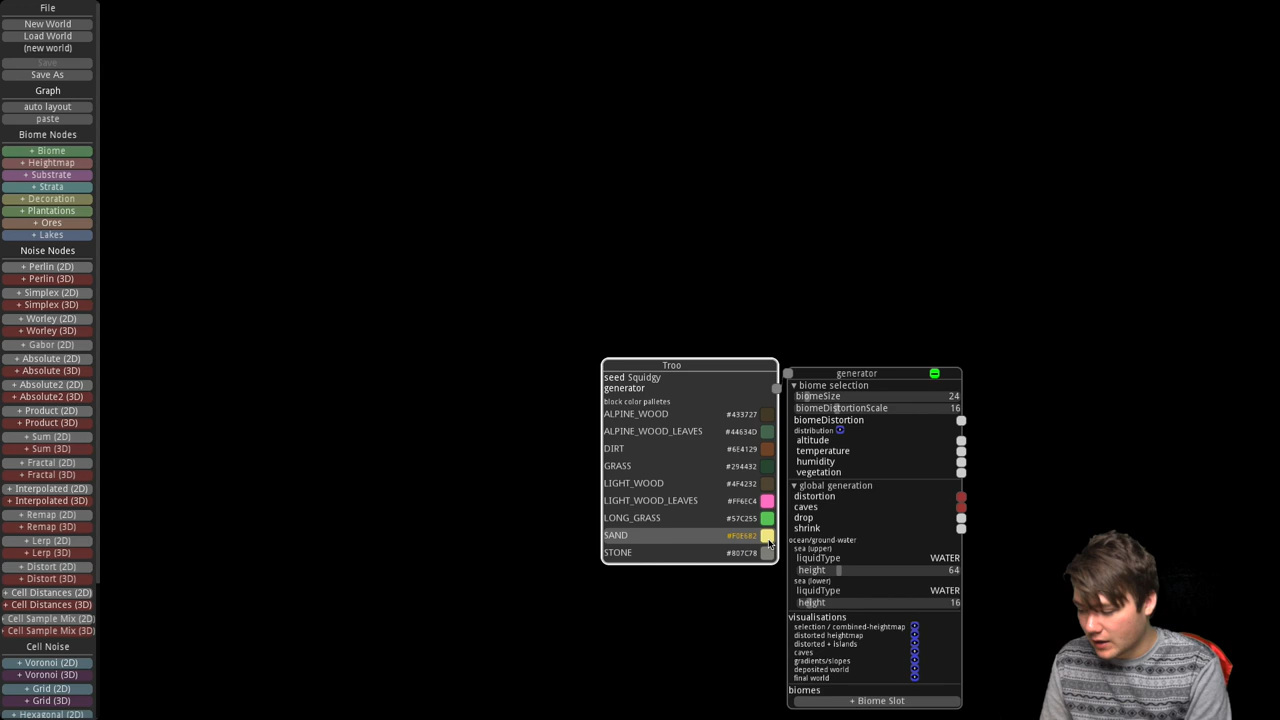 File
New World
Load World
(new world)
Save
Save As
Graph
auto layout
paste
Biome Nodes
+ Biome
+ Heightmap
+ Substrate
+ Strata
+ Decoration
+ Plantations
+ Ores
+ Lakes
Noise Nodes
+ Perlin (2D)
+ Perlin (3D)
+ Simplex (2D)
+ Simplex (3D)
+ Worley (2D)
+ Worley (3D)
+ Gabor (2D)
+ Absolute (2D)
+ Absolute (3D)
+ Absolute2 (2D)
+ Absolute2 (3D)
+ Product (2D)
+ Product (3D)
+ Sum (2D)
+ Sum (3D)
+ Fractal (2D)
+ Fractal (3D)
+ Interpolated (2D)
+ Interpolated (3D)
+ Remap (2D)
+ Remap (3D)
+ Lerp (2D)
+ Lerp (3D)
+ Distort (2D)
+ Distort (3D)
+ Cell Distances (2D)
+ Cell Distances (3D)
+ Cell Sample Mix (2D)
+ Cell Sample Mix (3D)
Cell Noise
+ Voronoi (2D)
+ Voronoi (3D)
+ Grid (2D)
+ Grid (3D)
+ Hexagonal (2D)
Troo
seed Squidgy
generator
block color palletes
ALPINE_WOOD #433727
ALPINE_WOOD_LEAVES #44634D
DIRT #6E4129
GRASS #294432
LIGHT_WOOD #4F4232
LIGHT_WOOD_LEAVES #FF6EC4
LONG_GRASS #57C255
SAND #F0E682
STONE #807C78
generator
biome selection
biomeSize 24
biomeDistortionScale 16
biomeDistortion
distribution
altitude
temperature
humidity
vegetation
global generation
distortion
caves
drop
shrink
ocean/ground-water
sea (upper)
liquidType WATER
height 64
sea (lower)
liquidType WATER
height 16
visualisations
selection / combined-heightmap
distorted heightmap
distorted + islands
caves
gradients/slopes
deposited world
final world
biomes
+ Biome Slot